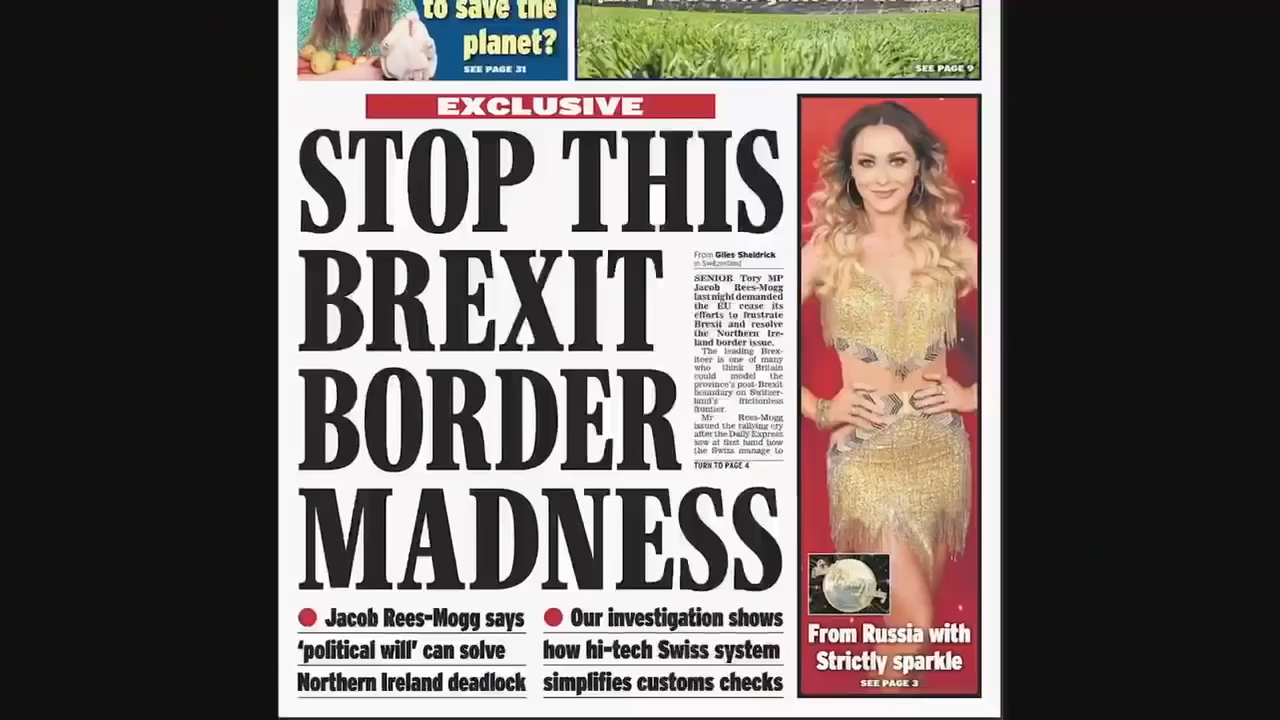 to save the
planet?
SEE PAGE 31
SEE PAGE 9
EXCLUSIVE
STOP THIS
BREXIT
BORDER
MADNESS
From Giles Sheldrick
in Switzerland
SENIOR Tory MP
Jacob Rees-Mogg
last night demanded
the EU cease its
efforts to frustrate
Brexit and resolve
the Northern Ire-
land border issue.
The leading Brex-
iteer is one of many
who think Britain
could model the
province's post-Brexit
boundary on Switzer-
land's frictionless
frontier.
Mr Rees-Mogg
issued the rallying cry
after the Daily Express
saw at first hand how
the Swiss manage to
TURN TO PAGE 4
Jacob Rees-Mogg says
'political will' can solve
Northern Ireland deadlock
Our investigation shows
how hi-tech Swiss system
simplifies customs checks
From Russia with
Strictly sparkle
SEE PAGE 3